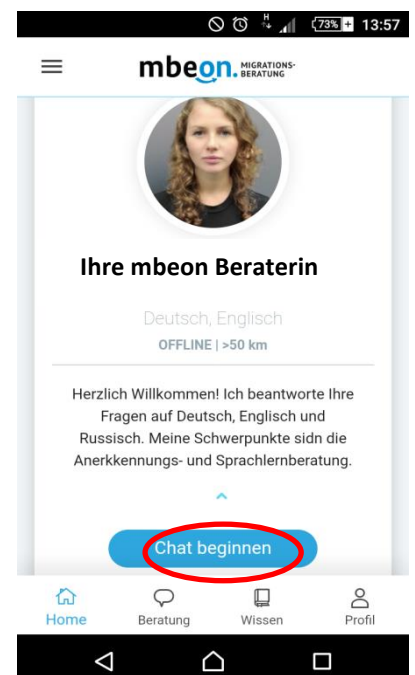 H
73% 13:57
mbeon. MIGRATIONS-
BERATUNG
Ihre mbeon Beraterin
Deutsch, Englisch
OFFLINE | >50 km
Herzlich Willkommen! Ich beantworte Ihre
Fragen auf Deutsch, Englisch und
Russisch. Meine Schwerpunkte sidn die
Anerkkennungs- und Sprachlernberatung.
Chat beginnen
Home Beratung Wissen Profil